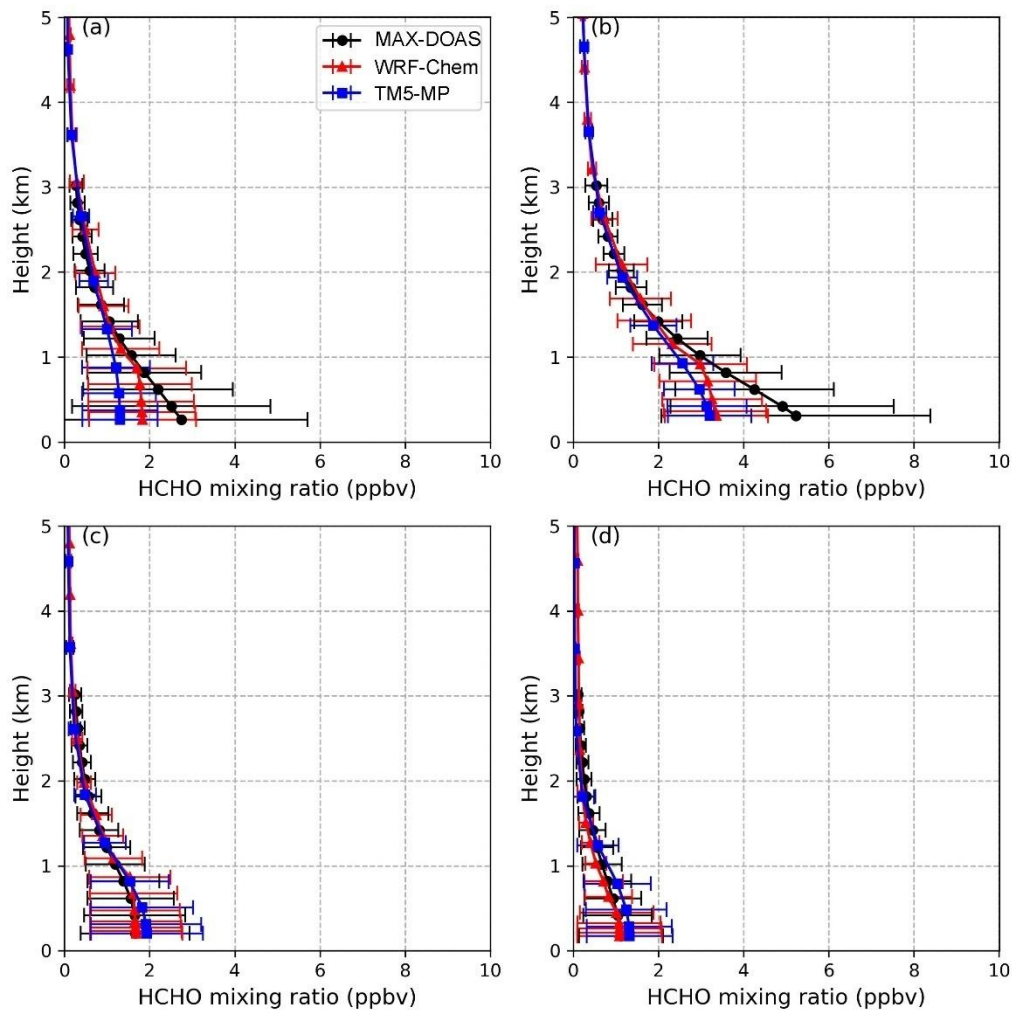 (a)
MAX-DOAS
WRF-Chem
TM5-MP
Height (km)
5
4
3
2
1
0
0 2 4 6 8 10
HCHO mixing ratio (ppbv)
(b)
Height (km)
5
4
3
2
1
0
0 2 4 6 8 10
HCHO mixing ratio (ppbv)
(c)
Height (km)
5
4
3
2
1
0
0 2 4 6 8 10
HCHO mixing ratio (ppbv)
(d)
Height (km)
5
4
3
2
1
0
0 2 4 6 8 10
HCHO mixing ratio (ppbv)